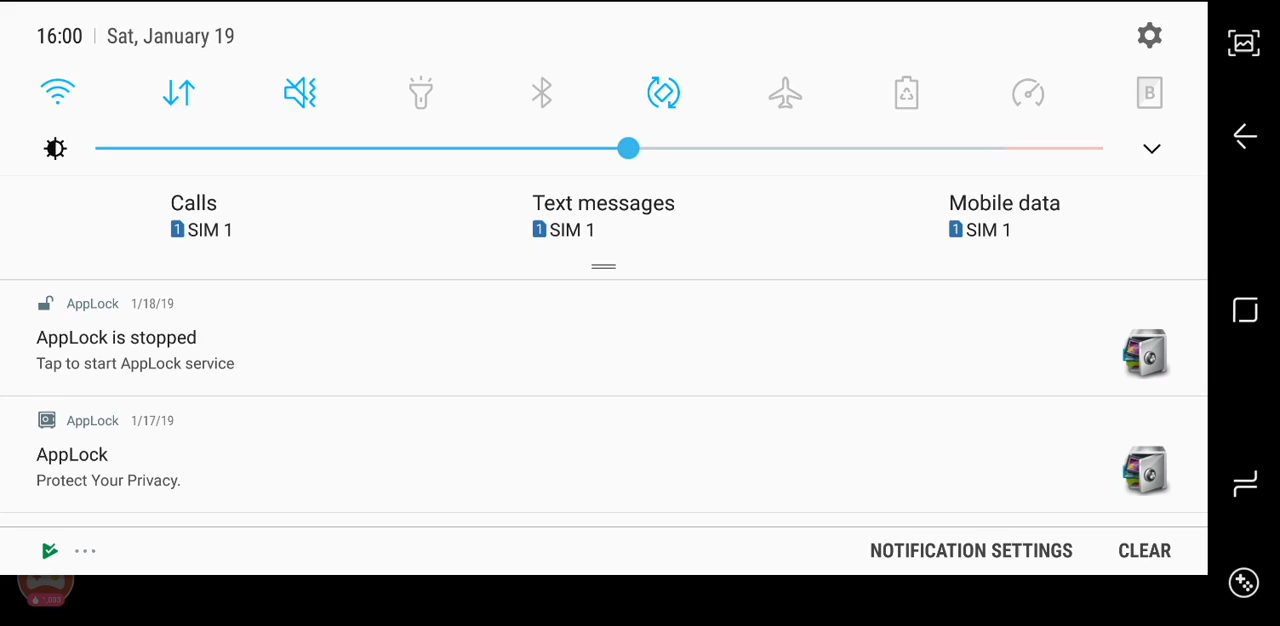 16:00 | Sat, January 19
B
Calls
1 SIM 1
Text messages
1 SIM 1
Mobile data
1 SIM 1
AppLock 1/18/19
AppLock is stopped
Tap to start AppLock service
AppLock 1/17/19
AppLock
Protect Your Privacy.
NOTIFICATION SETTINGS CLEAR